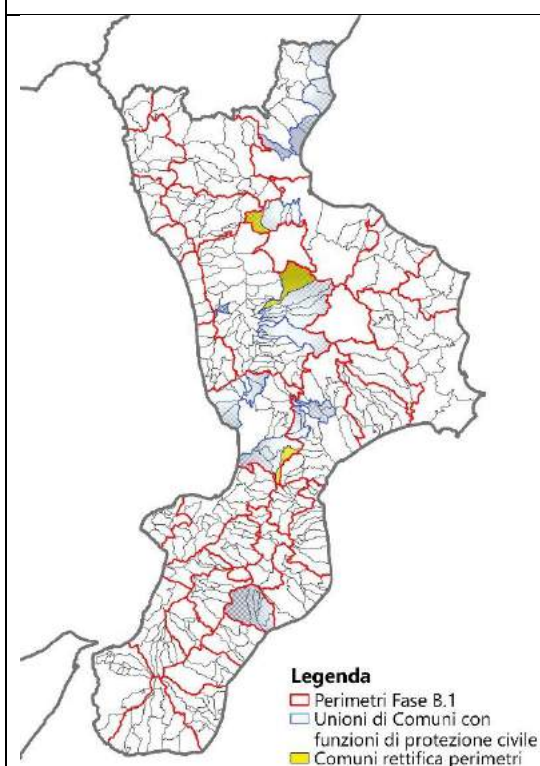 Legenda
Perimetri Fase B.1
Unioni di Comuni con
funzioni di protezione civile
Comuni rettifica perimetri